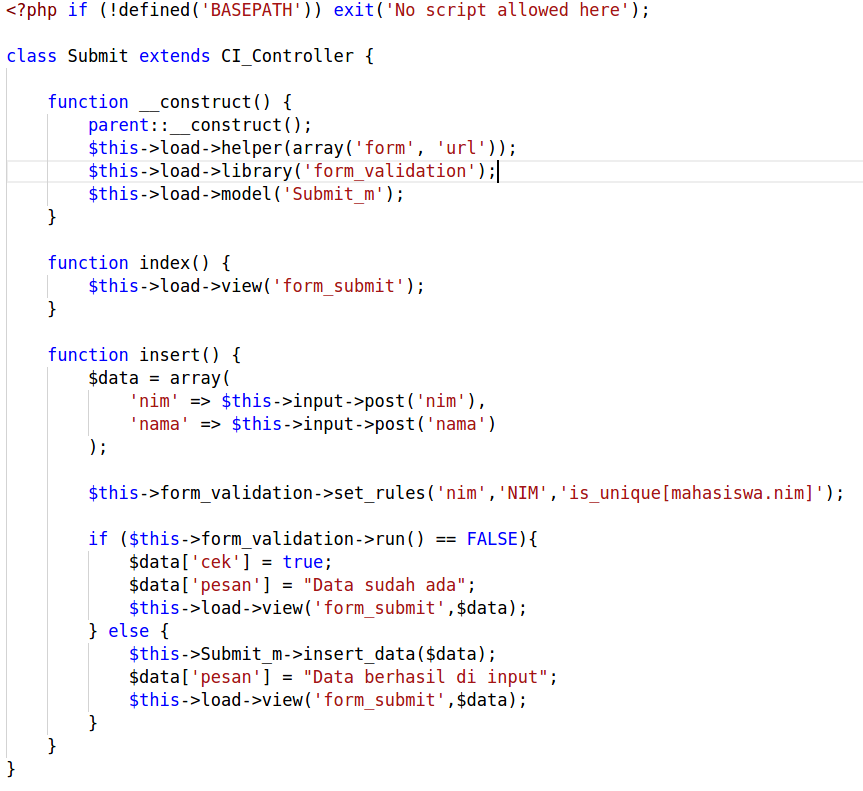 <?php if (!defined('BASEPATH')) exit('No script allowed here');
class Submit extends CI_Controller {
function __construct() {
parent::__construct();
$this->load->helper(array('form', 'url'));
$this->load->library('form_validation');
$this->load->model('Submit_m');
}
function index() {
$this->load->view('form_submit');
}
function insert() {
$data = array(
'nim' => $this->input->post('nim'),
'nama' => $this->input->post('nama')
);
$this->form_validation->set_rules('nim','NIM','is_unique[mahasiswa.nim]');
if ($this->form_validation->run() == FALSE){
$data['cek'] = true;
$data['pesan'] = "Data sudah ada";
$this->load->view('form_submit',$data);
} else {
$this->Submit_m->insert_data($data);
$data['pesan'] = "Data berhasil di input";
$this->load->view('form_submit',$data);
}
}
}